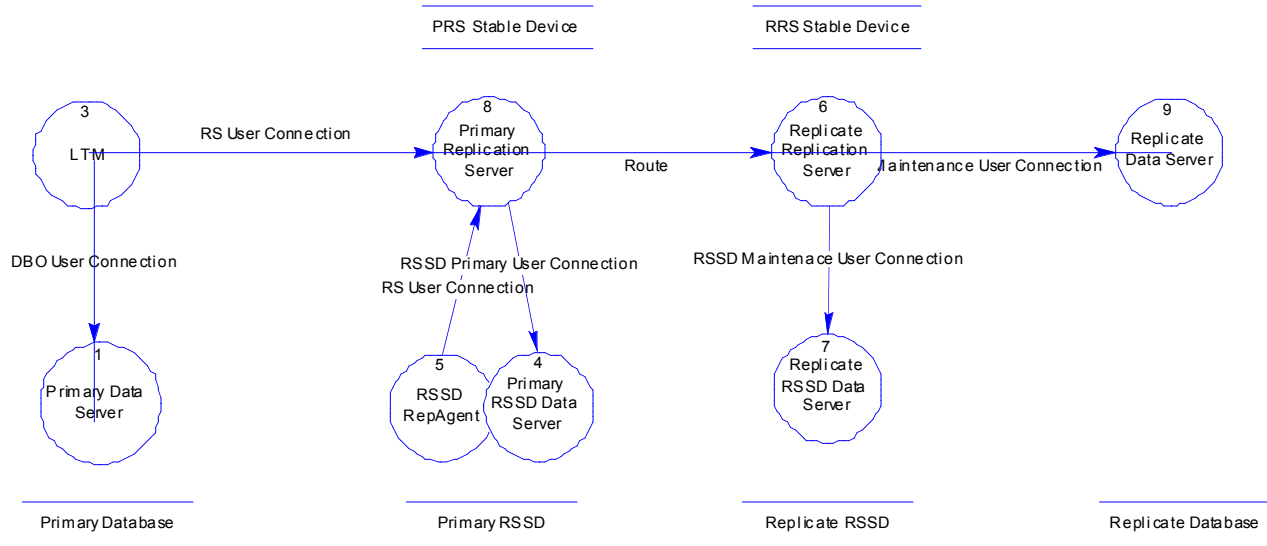 PRS Stable Device
RRS Stable Device
3
LTM
RS User Connection
8
Primary
Replication
Server
Route
6
Replicate
Replication
Server
Maintenance User Connection
9
Replicate
Data Server
DBO User Connection
RSSD Primary User Connection
RS User Connection
RSSD Maintenace User Connection
1
Primary Data
Server
5
RSSD
RepAgent
4
Primary
RSSD Data
Server
7
Replicate
RSSD Data
Server
Primary Database
Primary RSSD
Replicate RSSD
Replicate Database